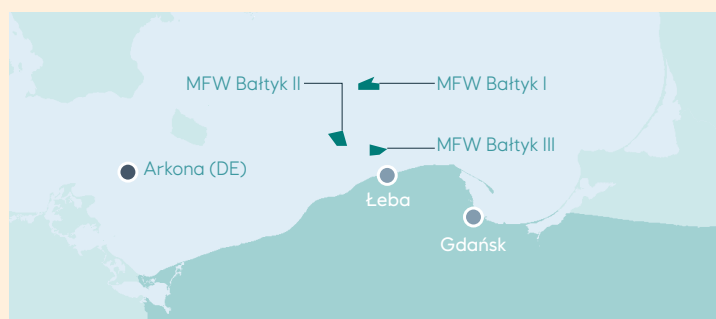 MFW Bałtyk II
MFW Bałtyk I
MFW Bałtyk III
Arkona (DE)
Łeba
Gdańsk